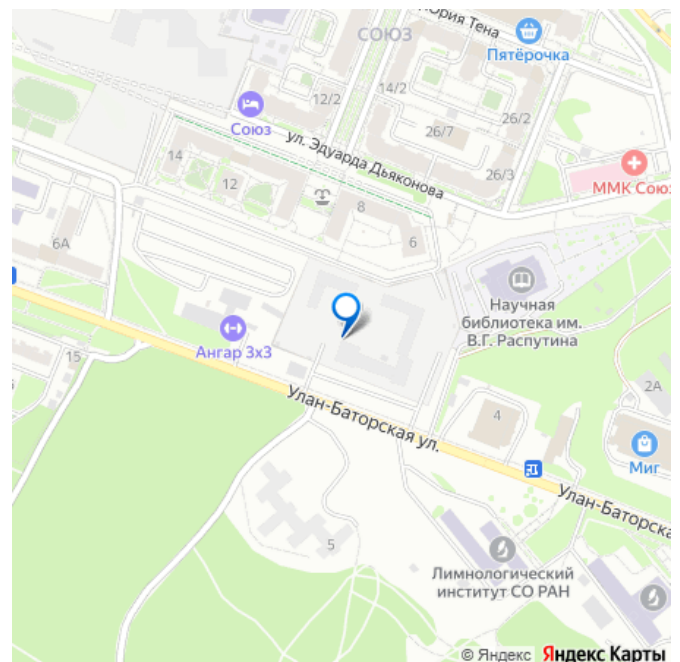 Юрия Тена
СОЮЗ
Пятёрочка
12/2
14/2
26/2
26/7
Союз
ул. Эдуарда Дьяконова
14
12
26/3
ММК Союз
8
6
6А
Научная
библиотека им.
В.Г. Распутина
Ангар 3х3
15
2А
Улан-Баторская ул.
4
Миг
Улан-Баторска
5
Лимнологический
институт СО РАН
© Яндекс Яндекс Карты